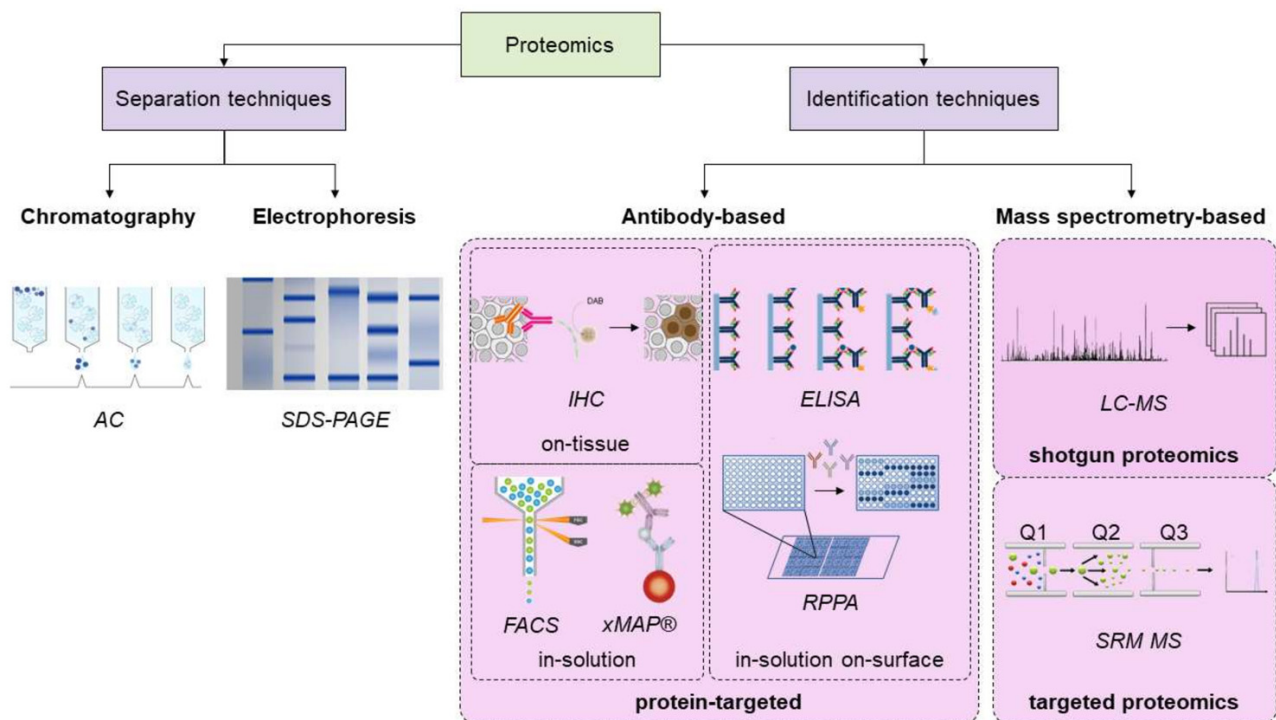 Proteomics
Separation techniques
Identification techniques
Chromatography
Electrophoresis
Antibody-based
Mass spectrometry-based
AC
SDS-PAGE
DAB
IHC
on-tissue
ELISA
LC-MS
shotgun proteomics
FACS
xMAP®
in-solution
RPPA
in-solution on-surface
protein-targeted
Q1 Q2 Q3
SRM MS
targeted proteomics